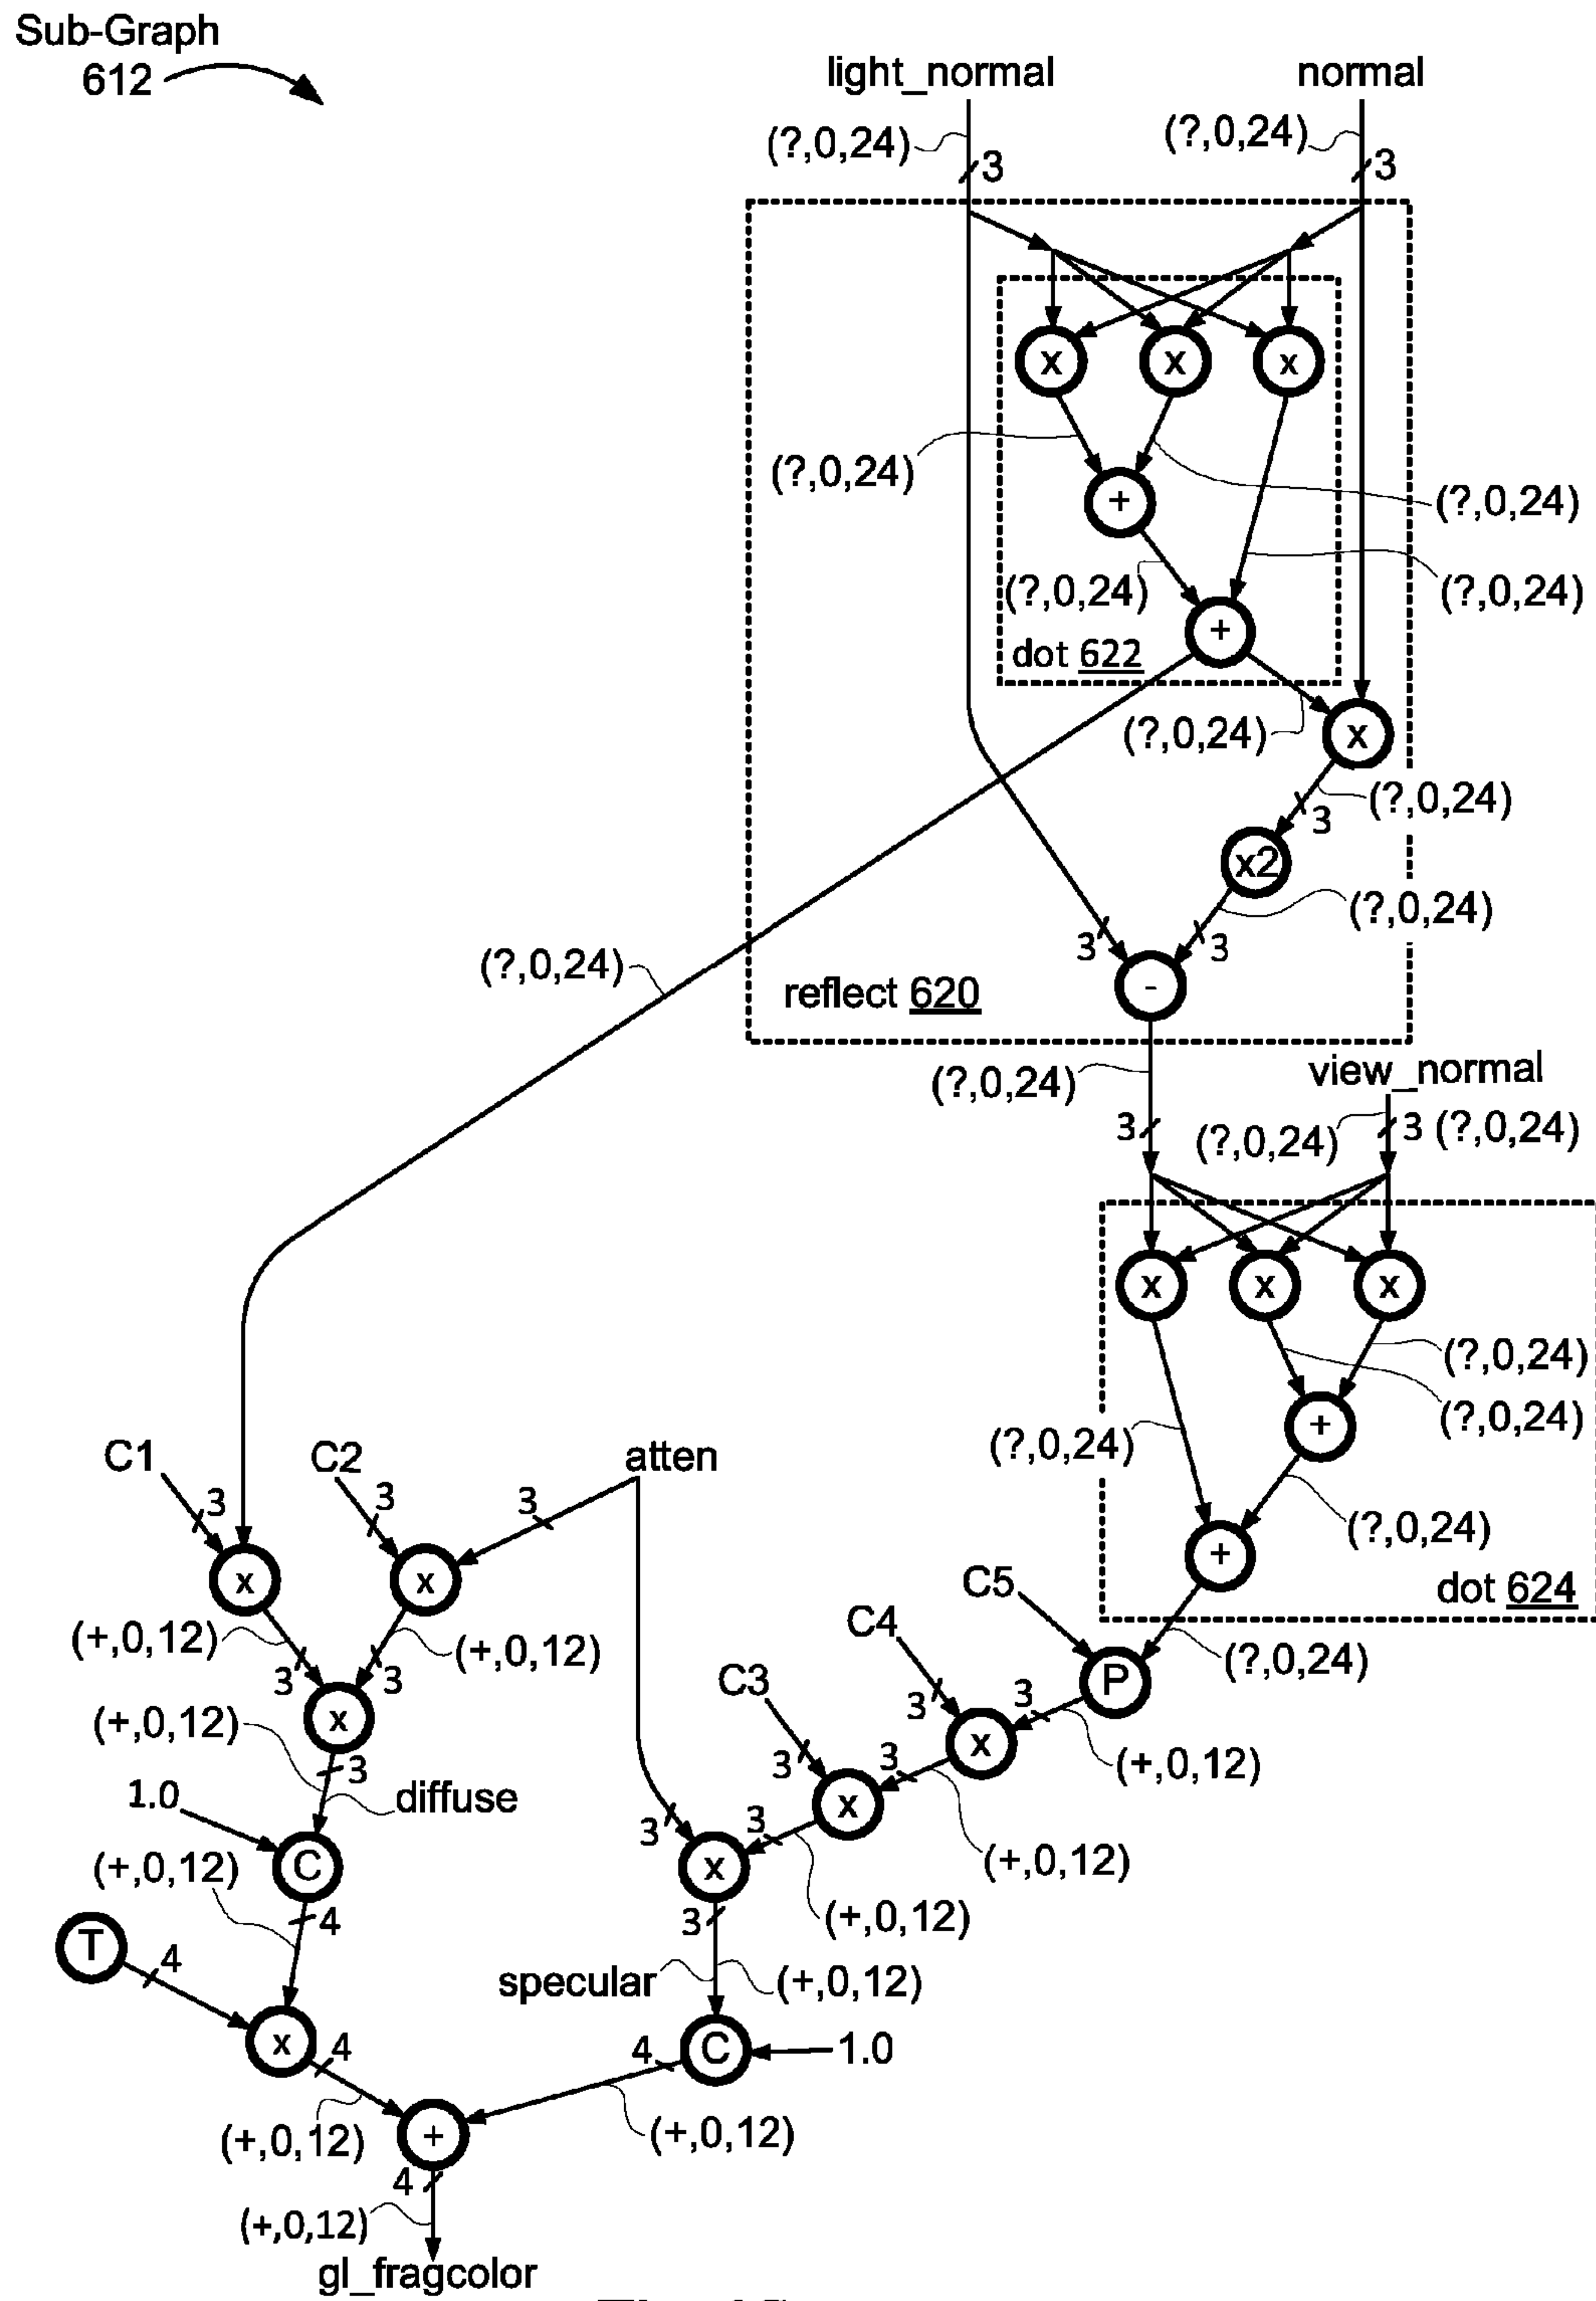 Sub-Graph
612
light_normal
normal
(?,0,24)
(?,0,24)
3
3
x
x
x
(?,0,24)
(?,0,24)
+
(?,0,24)
(?,0,24)
+
dot 622
(?,0,24)
x
(?,0,24)
3
x2
(?,0,24)
3
3
(?,0,24)
-
reflect 620
(?,0,24)
view_normal
3
(?,0,24)
3
(?,0,24)
x
x
x
(?,0,24)
(?,0,24)
(?,0,24)
+
(?,0,24)
+
dot 624
(?,0,24)
C1
C2
atten
3
3
3
x
x
C5
C4
P
(+,0,12)
(+,0,12)
3
3
C3
3
3
x
(+,0,12)
(+,0,12)
x
3
3
x
3
diffuse
1.0
C
(+,0,12)
(+,0,12)
3
3
x
(+,0,12)
4
T
4
3
specular
(+,0,12)
x
4
4
C
1.0
(+,0,12)
+
(+,0,12)
4
(+,0,12)
gl_fragcolor